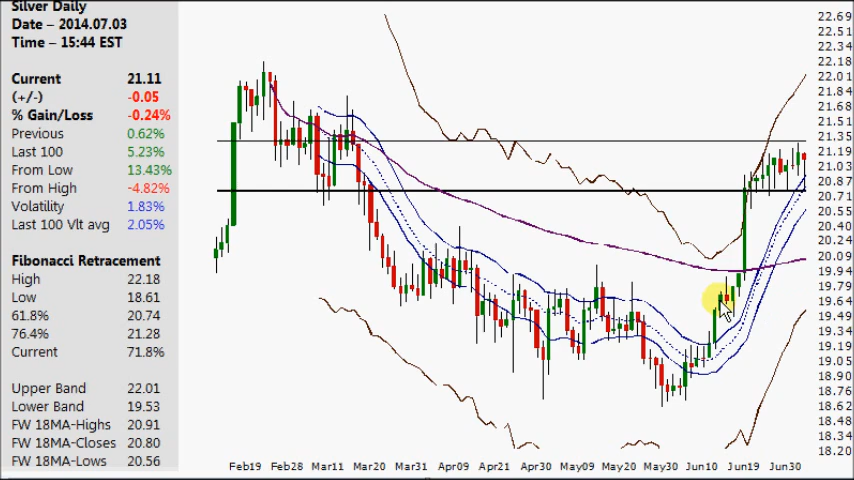 Silver Daily
Date – 2014.07.03
Time – 15:44 EST
Current 21.11
(+/-) -0.05
% Gain/Loss -0.24%
Previous 0.62%
Last 100 5.23%
From Low 13.43%
From High -4.82%
Volatility 1.83%
Last 100 Vlt avg 2.05%
Fibonacci Retracement
High 22.18
Low 18.61
61.8% 20.74
76.4% 21.28
Current 71.8%
Upper Band 22.01
Lower Band 19.53
FW 18MA-Highs 20.91
FW 18MA-Closes 20.80
FW 18MA-Lows 20.56
22.69
22.51
22.34
22.18
22.01
21.84
21.68
21.51
21.35
21.19
21.03
20.87
20.71
20.55
20.40
20.24
20.09
19.94
19.79
19.64
19.49
19.34
19.19
19.05
18.90
18.76
18.62
18.48
18.34
18.20
Feb19 Feb28 Mar11 Mar20 Mar31 Apr09 Apr21 Apr30 May09 May20 May30 Jun10 Jun19 Jun30